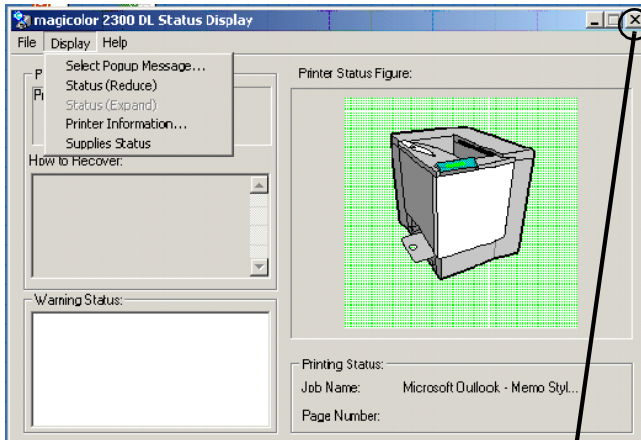 magicolor 2300 DL Status Display
File Display Help
Select Popup Message...
Status (Reduce)
Status (Expand)
Printer Information...
Supplies Status
Printer Status Figure:
How to Recover:
Warning Status:
Printing Status:
Job Name: Microsoft Outlook - Memo Styl...
Page Number: